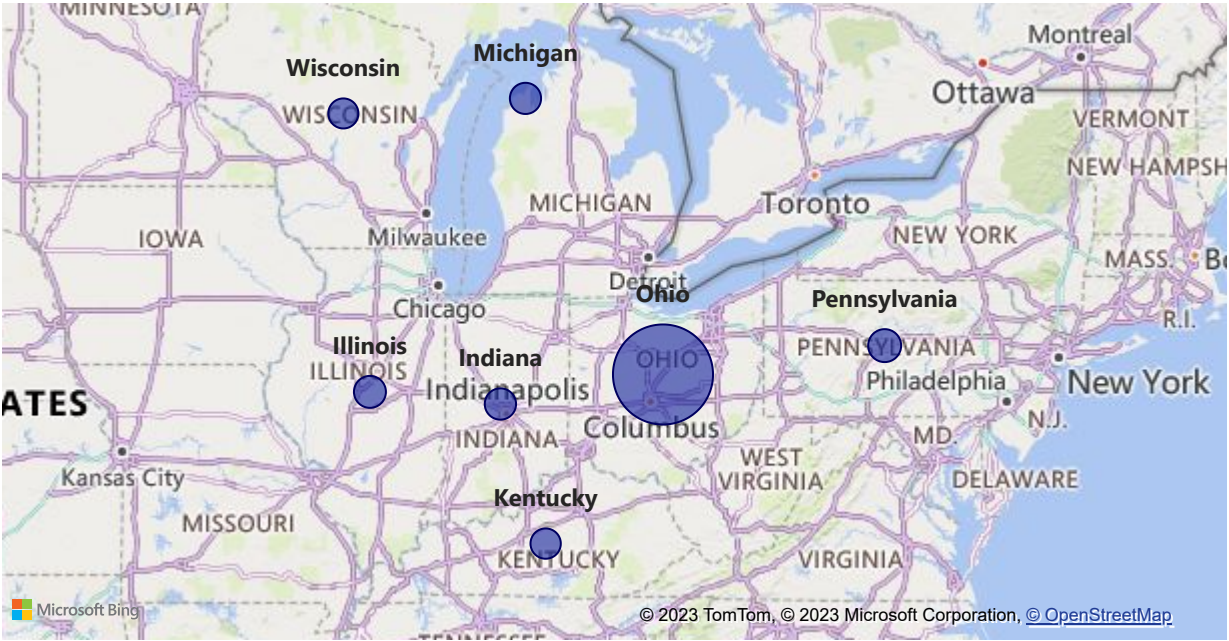 MINNESOTA
Montreal
Michigan
Wisconsin
Ottawa
WISCONSIN
VERMONT
NEW HAMPSH
MICHIGAN
Toronto
IOWA
Milwaukee
NEW YORK
MASS.
Bo
Detroit
Ohio
Pennsylvania
Chicago
R.I.
Illinois
Indiana
OHIO
PENNSYLVANIA
ILLINOIS
Indianapolis
Philadelphia
New York
ATES
Columbus
N.J.
INDIANA
MD.
WEST
VIRGINIA
Kansas City
DELAWARE
Kentucky
MISSOURI
KENTUCKY
VIRGINIA
Microsoft Bing
© 2023 TomTom, © 2023 Microsoft Corporation, © OpenStreetMap
TENNESSEE